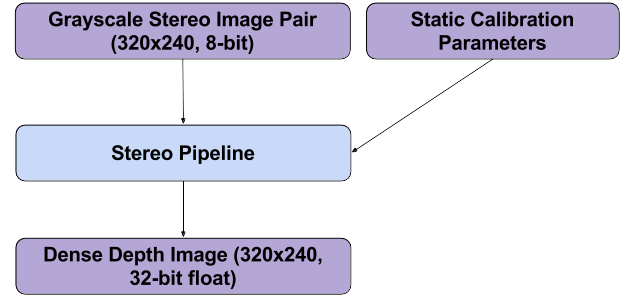 Grayscale Stereo Image Pair
(320x240, 8-bit)
Static Calibration
Parameters
Stereo Pipeline
Dense Depth Image (320x240,
32-bit float)